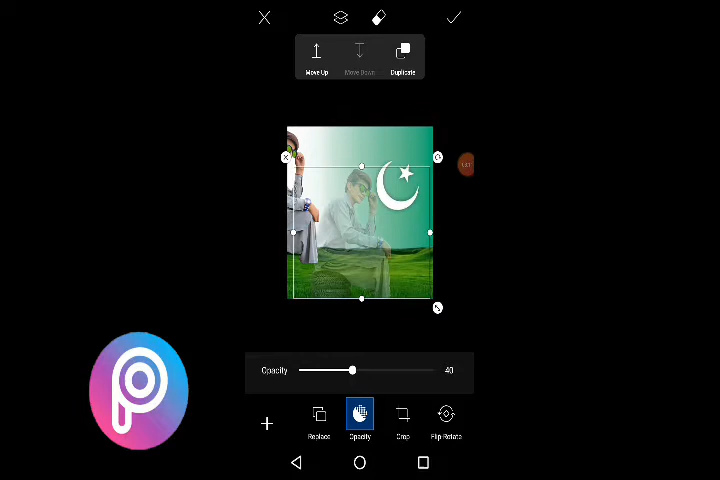 Move Up Move Down Duplicate
Opacity 40
Replace Opacity Crop Flip/Rotate